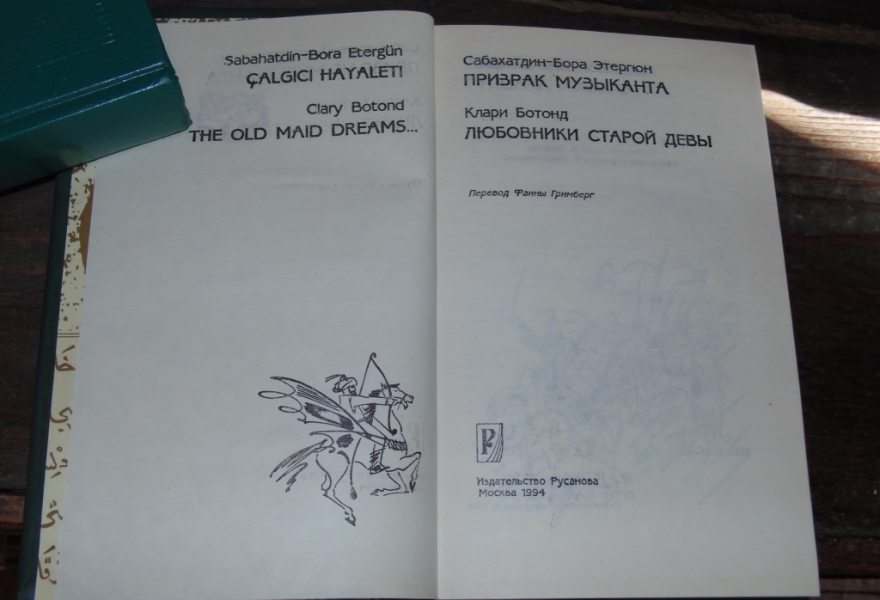 Sabahatdin-Bora Etergün
ÇALGICI HAYALETI
Clary Botond
THE OLD MAID DREAMS...
Сабахатдин-Бора Этергюн
ПРИЗРАК МУЗЫКАНТА
Клари Ботонд
ЛЮБОВНИКИ СТАРОЙ ДЕВЫ
Перевод Фаины Гримберг
Р
Издательство Русанова
Москва 1994